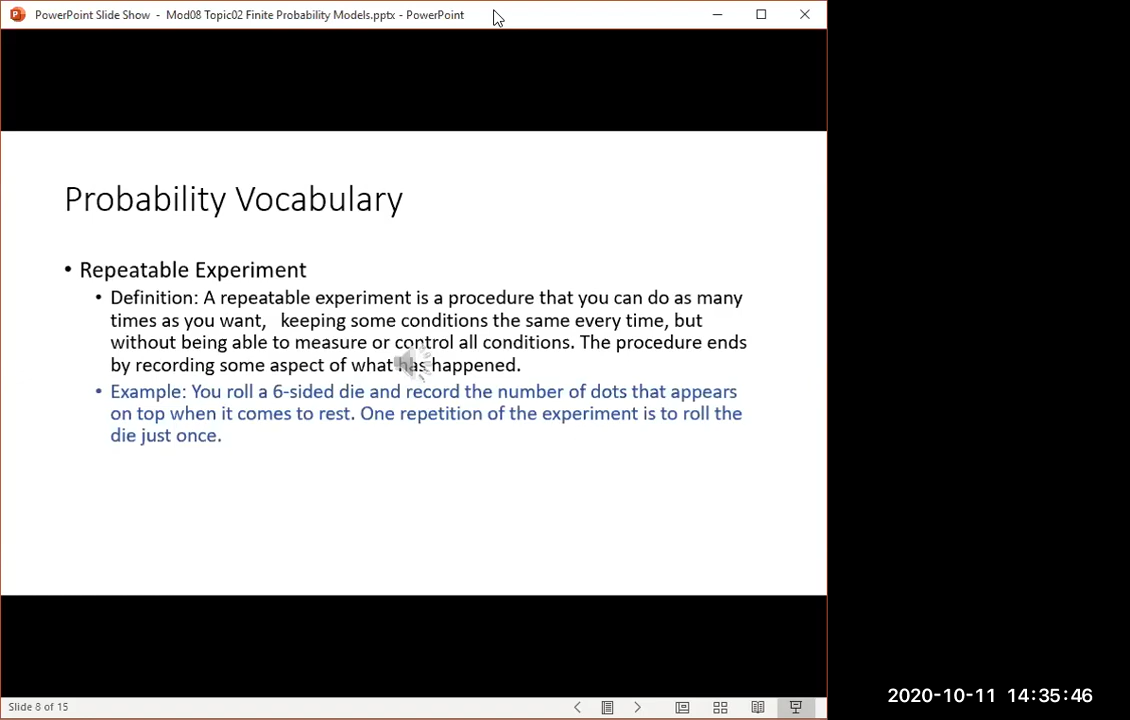 PowerPoint Slide Show - Mod08 Topic02 Finite Probability Models.pptx - PowerPoint
Probability Vocabulary
• Repeatable Experiment
• Definition: A repeatable experiment is a procedure that you can do as many
times as you want, keeping some conditions the same every time, but
without being able to measure or control all conditions. The procedure ends
by recording some aspect of what has happened.
• Example: You roll a 6-sided die and record the number of dots that appears
on top when it comes to rest. One repetition of the experiment is to roll the
die just once.
2020-10-11 14:35:46
Slide 8 of 15